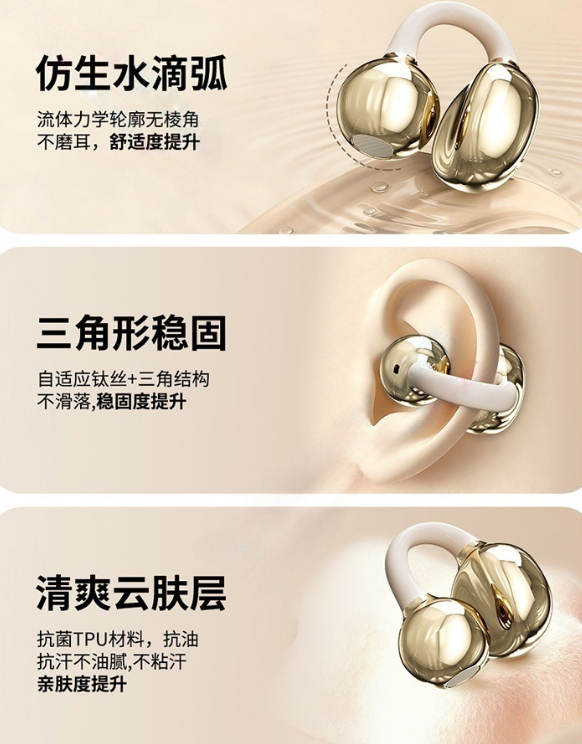 仿生水滴弧
流体力学轮廓无棱角
不磨耳，舒适度提升
三角形稳固
自适应钛丝+三角结构
不滑落,稳固度提升
清爽云肤层
抗菌TPU材料，抗油
抗汗不油腻,不粘汗
亲肤度提升